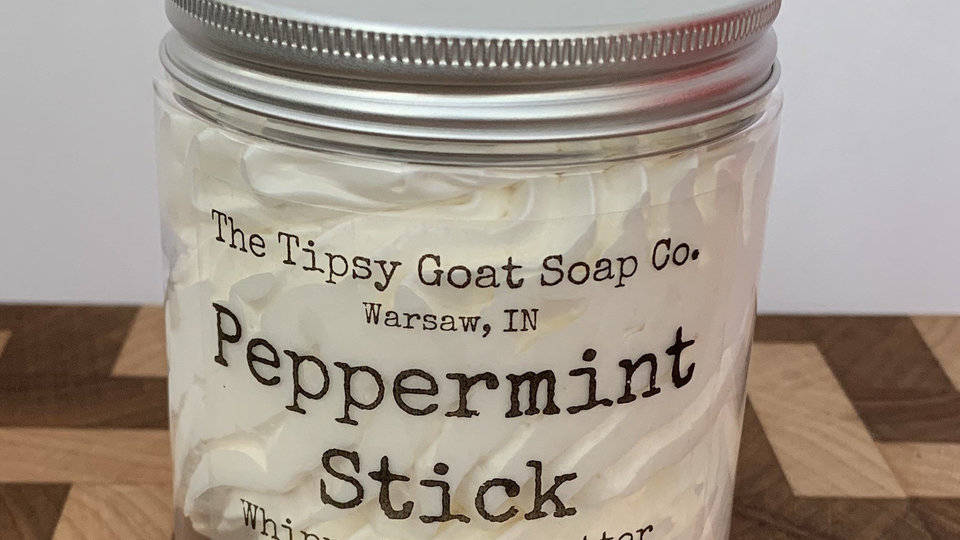 The Tipsy Goat Soap Co.
Warsaw, IN
Peppermint
Stick